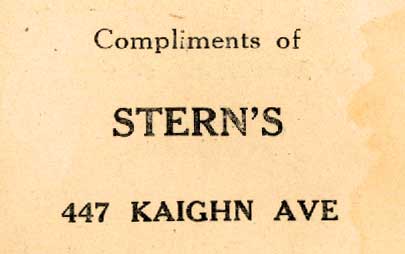 Compliments of
STERN'S
447 KAIGHN AVE